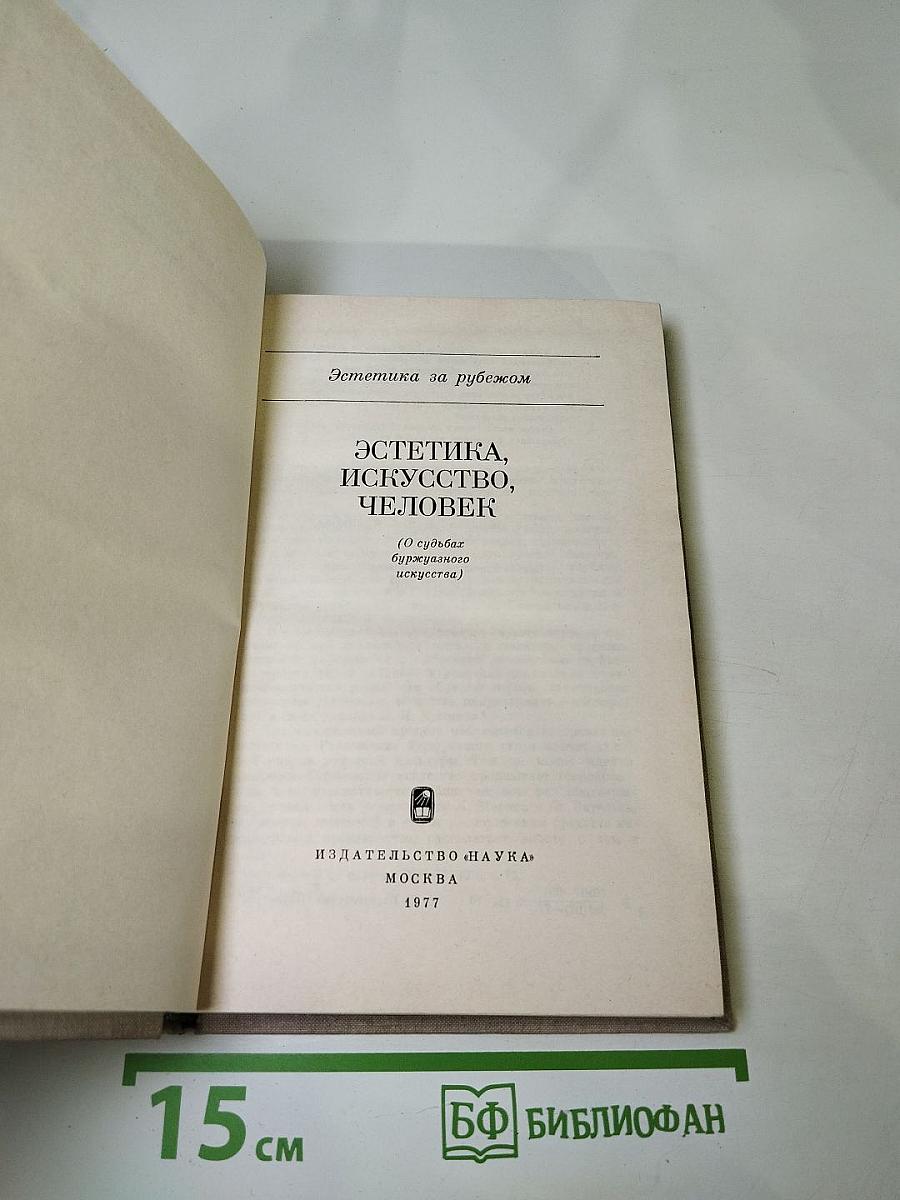 Эстетика за рубежом
ЭСТЕТИКА,
ИСКУССТВО,
ЧЕЛОВЕК
(О судьбах
буржуазного
искусства)
ИЗДАТЕЛЬСТВО «НАУКА»
МОСКВА
1977
15 см
БФ БИБЛИОФАН